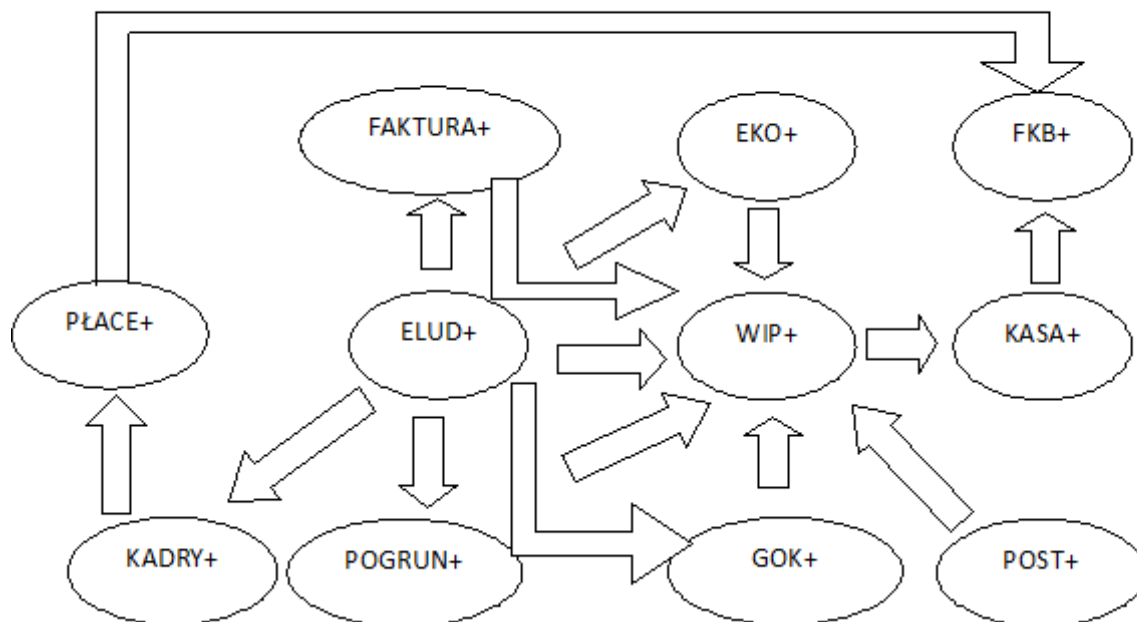 FAKTURA+
EKO+
FKB+
PŁACE+
ELUD+
WIP+
KASA+
KADRY+
POGRUN+
GOK+
POST+